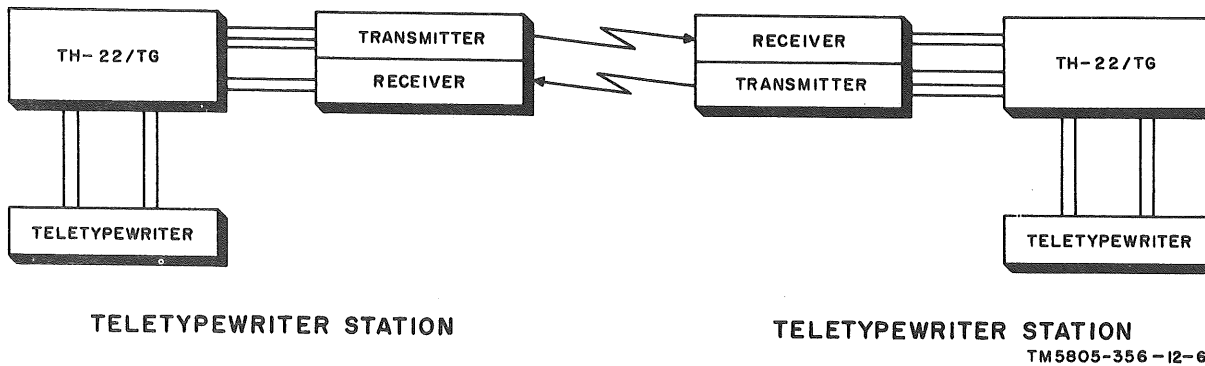 TH-22/TG
TRANSMITTER
RECEIVER
RECEIVER
TRANSMITTER
TH-22/TG
TELETYPEWRITER
TELETYPEWRITER
TELETYPEWRITER STATION
TELETYPEWRITER STATION
TM5805-356-12-6